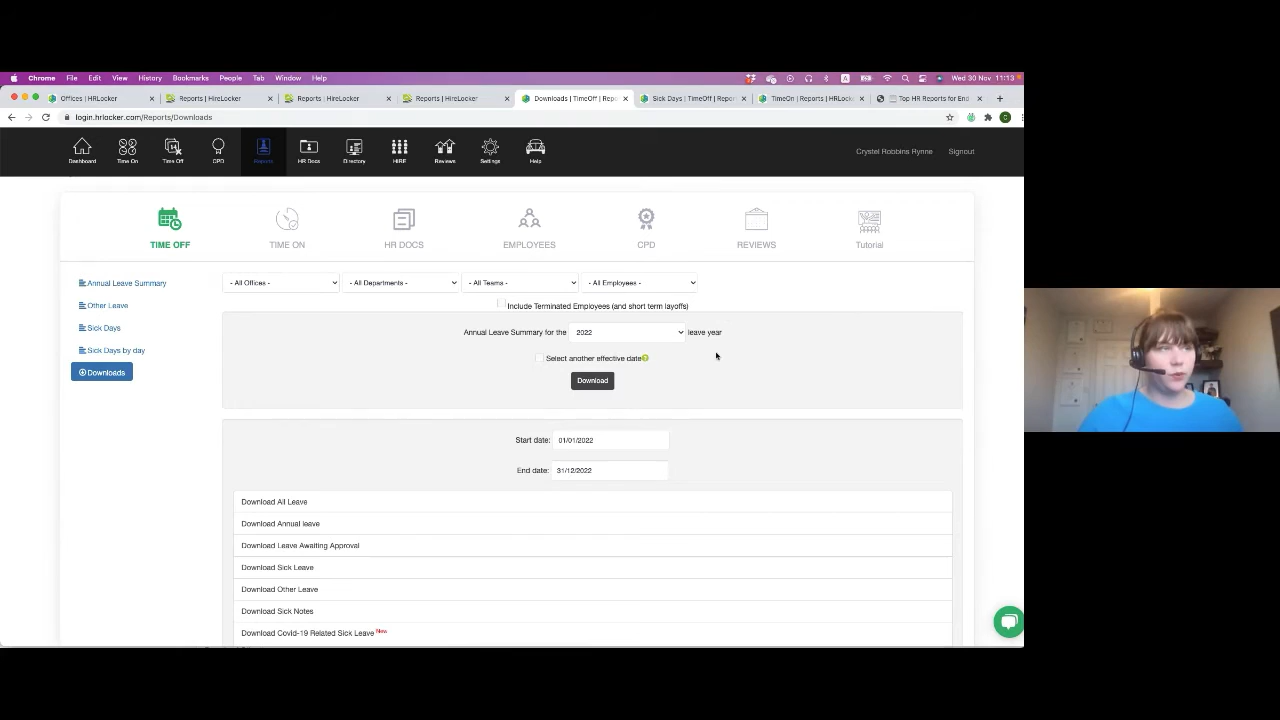 Chrome File Edit View History Bookmarks People Tab Window Help
A
Wed 30 Nov 11:13
Offices | HRLocker
Reports | HireLocker
Reports | HireLocker
Reports | HireLocker
Downloads | TimeOff | Repo
Sick Days | TimeOff | Report
TimeOn | Reports | HRLocker
Top HR Reports for End
login.hrlocker.com/Reports/Downloads
Dashboard
Time On
Time Off
CPD
Reports
HR Docs
Directory
HIRE
Reviews
Settings
Help
Crystel Robbins Rynne Signout
TIME OFF
TIME ON
HR DOCS
EMPLOYEES
CPD
REVIEWS
Tutorial
Annual Leave Summary
Other Leave
Sick Days
Sick Days by day
Downloads
- All Offices -
- All Departments -
- All Teams -
- All Employees -
Include Terminated Employees (and short term layoffs)
Annual Leave Summary for the 2022 leave year
Select another effective date
Download
Start date: 01/01/2022
End date: 31/12/2022
Download All Leave
Download Annual leave
Download Leave Awaiting Approval
Download Sick Leave
Download Other Leave
Download Sick Notes
Download Covid-19 Related Sick Leave New